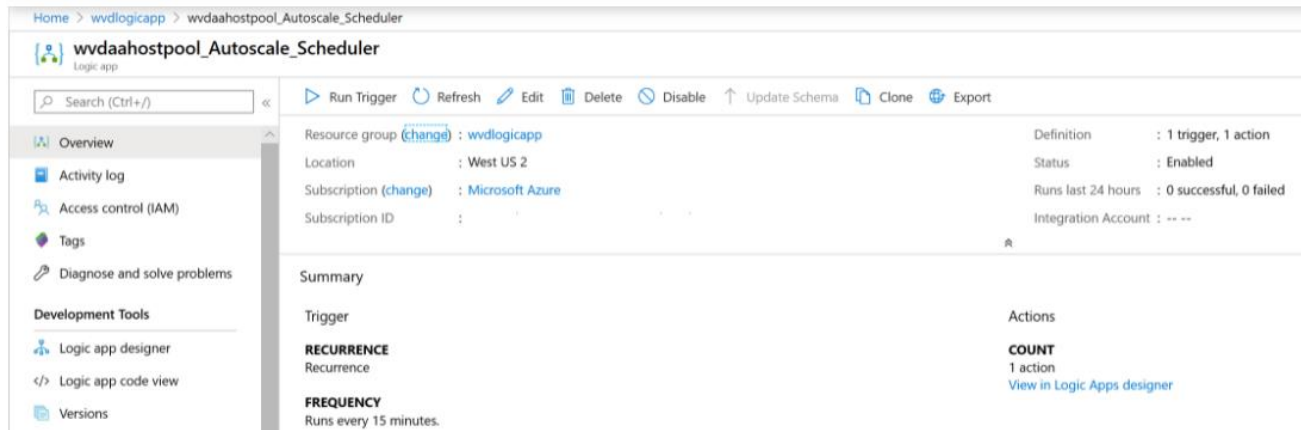 Home > wvdlogicapp > wvdaahostpool_Autoscale_Scheduler
wvdaahostpool_Autoscale_Scheduler
Logic app
Search (Ctrl+/)
«
Run Trigger Refresh Edit Delete Disable Update Schema Clone Export
Overview
Activity log
Access control (IAM)
Tags
Diagnose and solve problems
Development Tools
Logic app designer
</> Logic app code view
Versions
Resource group (change) : wvdlogicapp
Location : West US 2
Subscription (change) : Microsoft Azure
Subscription ID :
Definition : 1 trigger, 1 action
Status : Enabled
Runs last 24 hours : 0 successful, 0 failed
Integration Account : -- --
Summary
Trigger
RECURRENCE
Recurrence
FREQUENCY
Runs every 15 minutes.
Actions
COUNT
1 action
View in Logic Apps designer